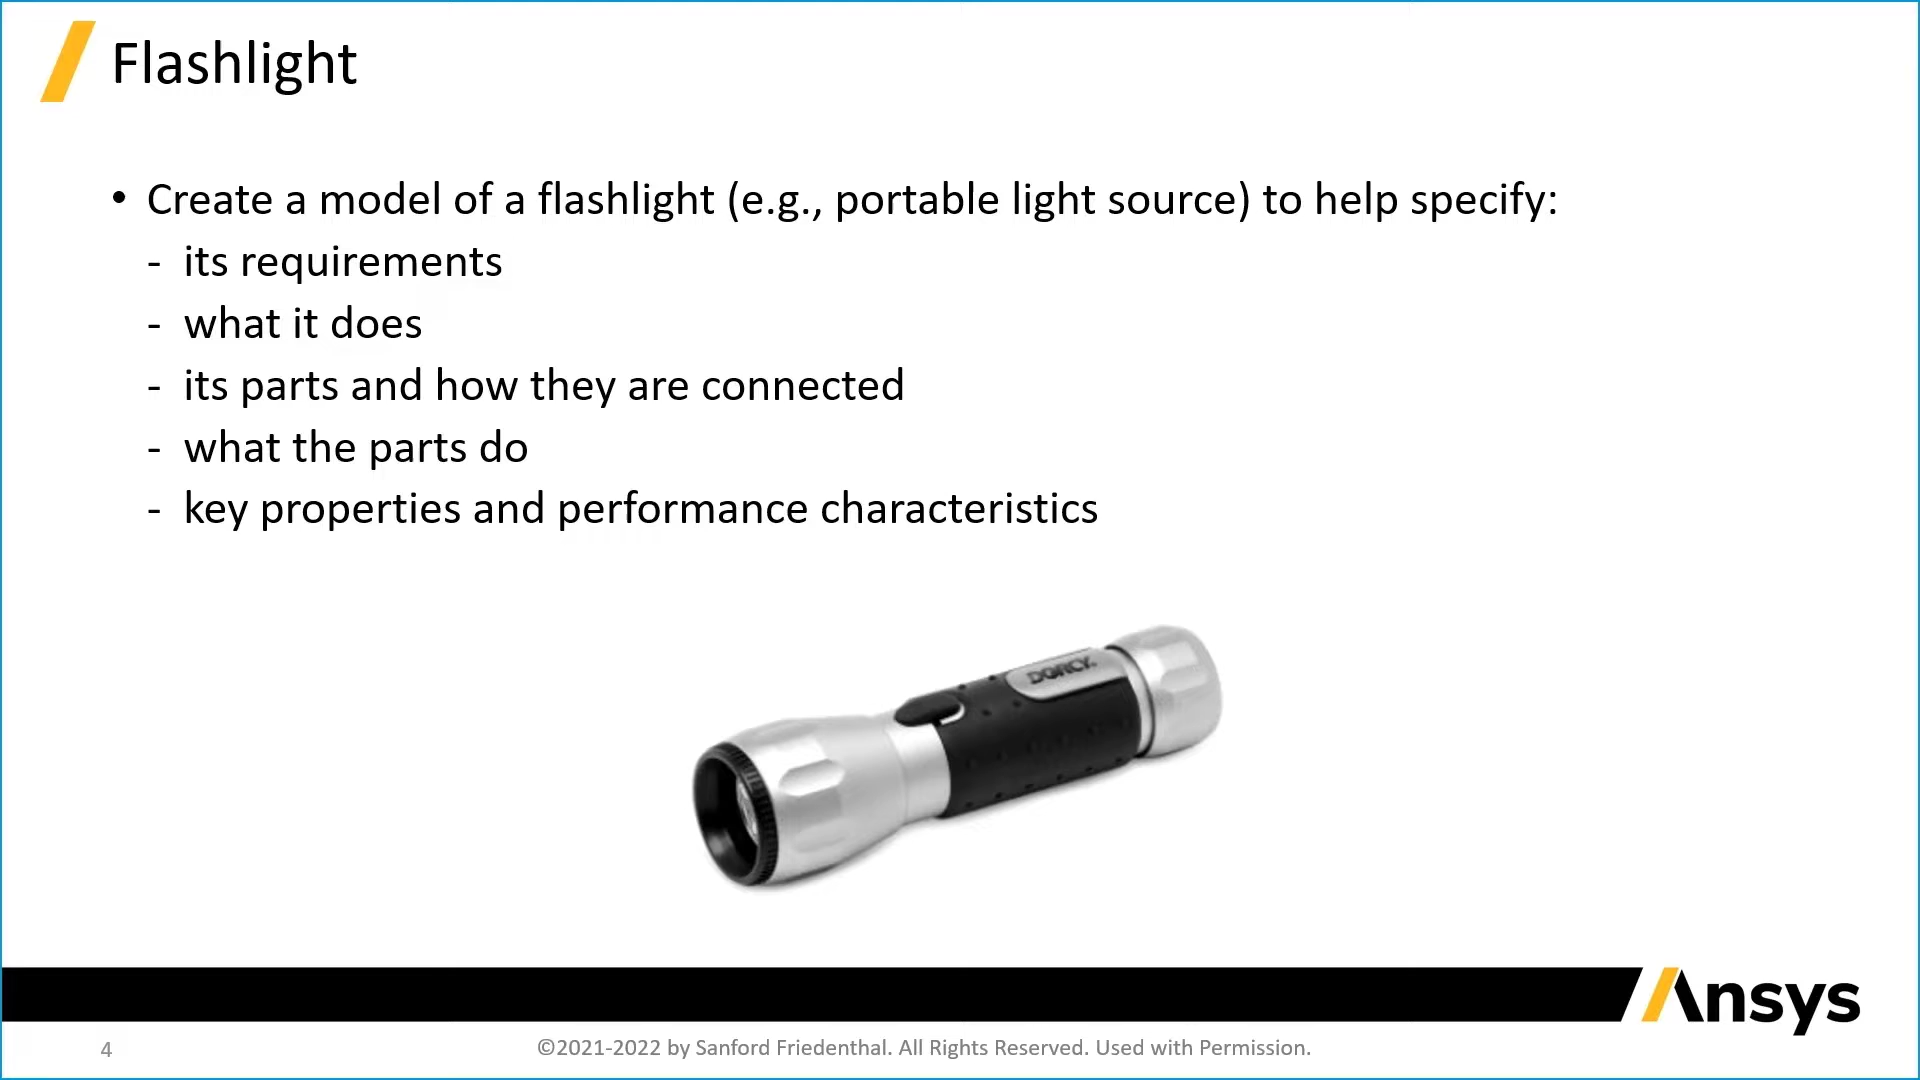 Flashlight
• Create a model of a flashlight (e.g., portable light source) to help specify:
- its requirements
- what it does
- its parts and how they are connected
- what the parts do
- key properties and performance characteristics
DORCY
Ansys
4
©2021-2022 by Sanford Friedenthal. All Rights Reserved. Used with Permission.